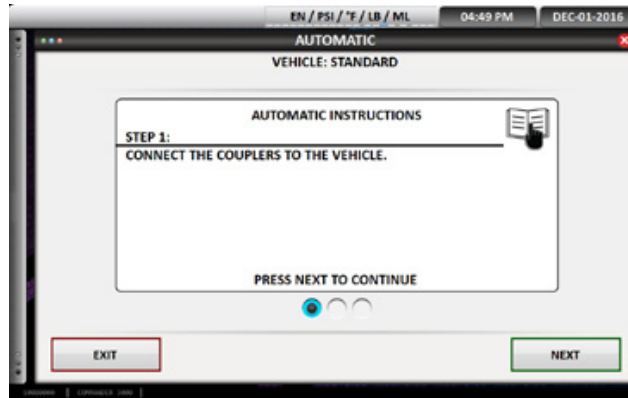 EN / PSI / °F / LB / ML 04:49 PM DEC-01-2016
AUTOMATIC
VEHICLE: STANDARD
AUTOMATIC INSTRUCTIONS
STEP 1:
CONNECT THE COUPLERS TO THE VEHICLE.
PRESS NEXT TO CONTINUE
EXIT NEXT